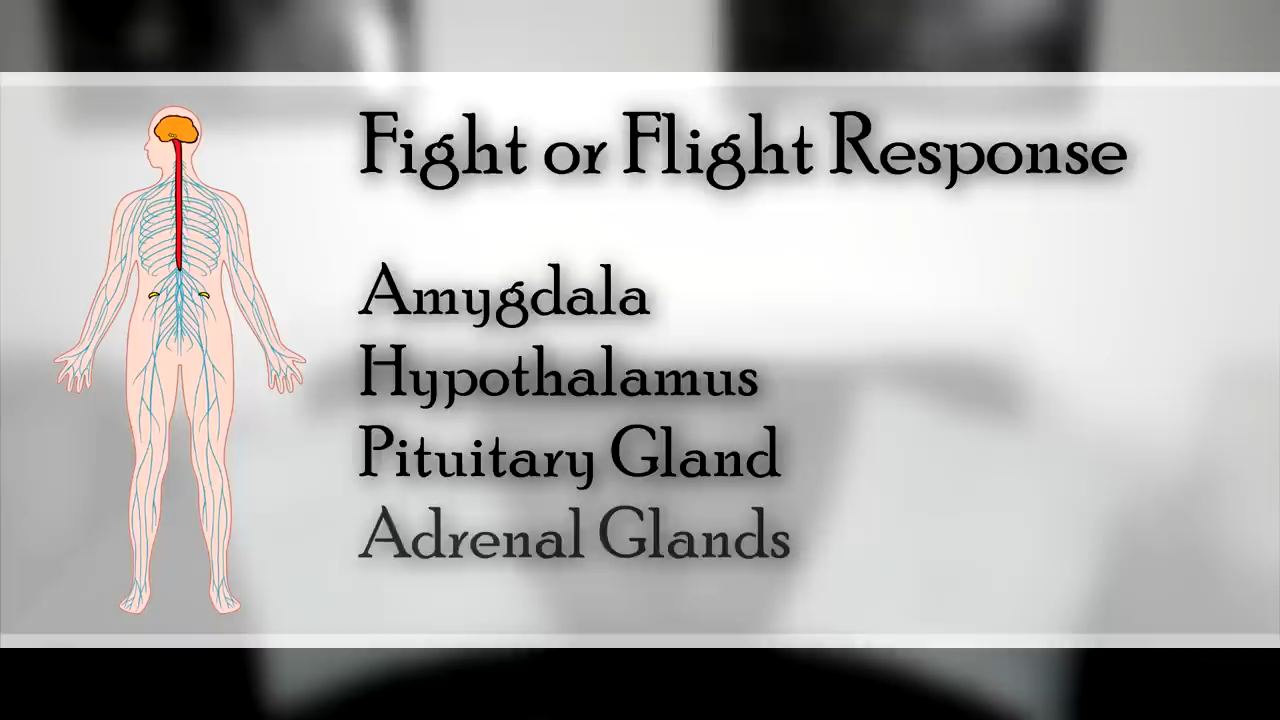 Fight or Flight Response
Amygdala
Hypothalamus
Pituitary Gland
Adrenal Glands